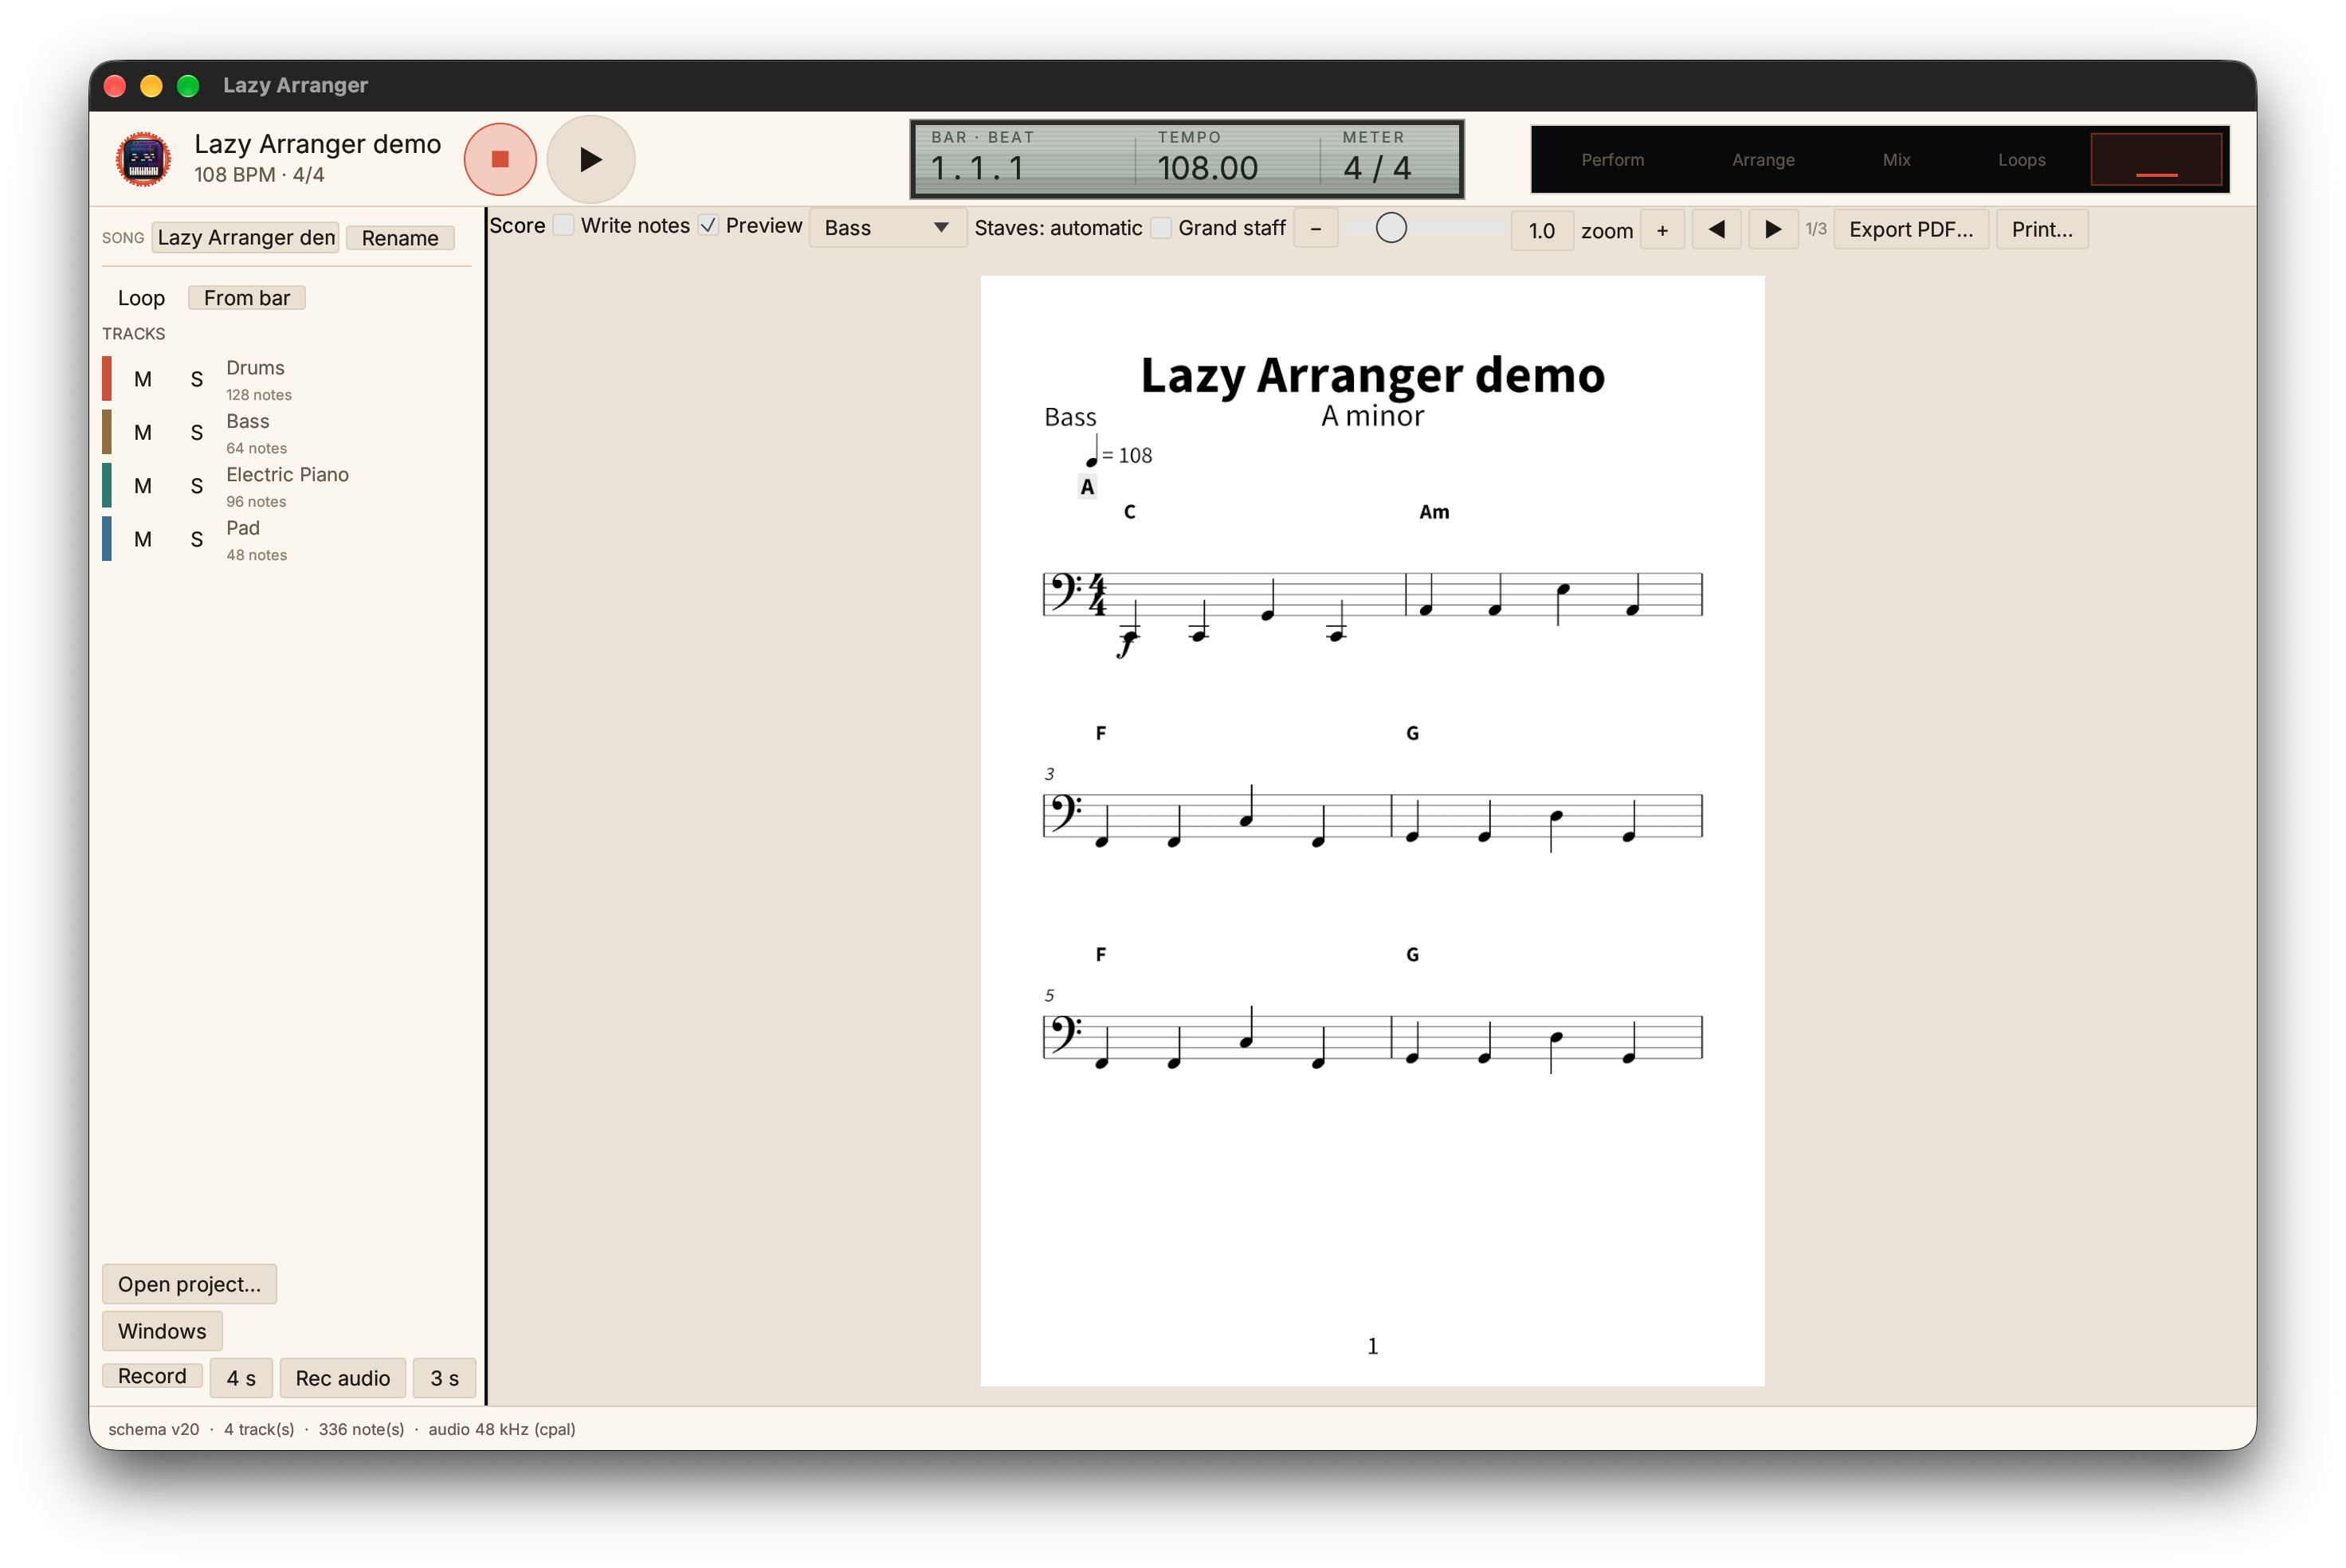 Lazy Arranger
Lazy Arranger demo
108 BPM · 4/4
BAR · BEAT
1.1.1
TEMPO
108.00
METER
4 / 4
Perform
Arrange
Mix
Loops
SONG
Lazy Arranger den
Rename
Loop
From bar
TRACKS
M S Drums
128 notes
M S Bass
64 notes
M S Electric Piano
96 notes
M S Pad
48 notes
Open project...
Windows
Record
4 s
Rec audio
3 s
Score
Write notes
Preview
Bass
Staves: automatic
Grand staff
−
1.0
zoom
+
1/3
Export PDF...
Print...
Lazy Arranger demo
Bass
A minor
= 108
A
C Am
4
4
f
F G
3
F G
5
1
schema v20 · 4 track(s) · 336 note(s) · audio 48 kHz (cpal)